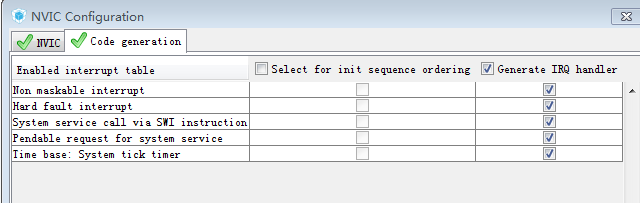 NVIC Configuration
NVIC Code generation
Enabled interrupt table Select for init sequence ordering Generate IRQ handler
Non maskable interrupt
Hard fault interrupt
System service call via SWI instruction
Pendable request for system service
Time base: System tick timer